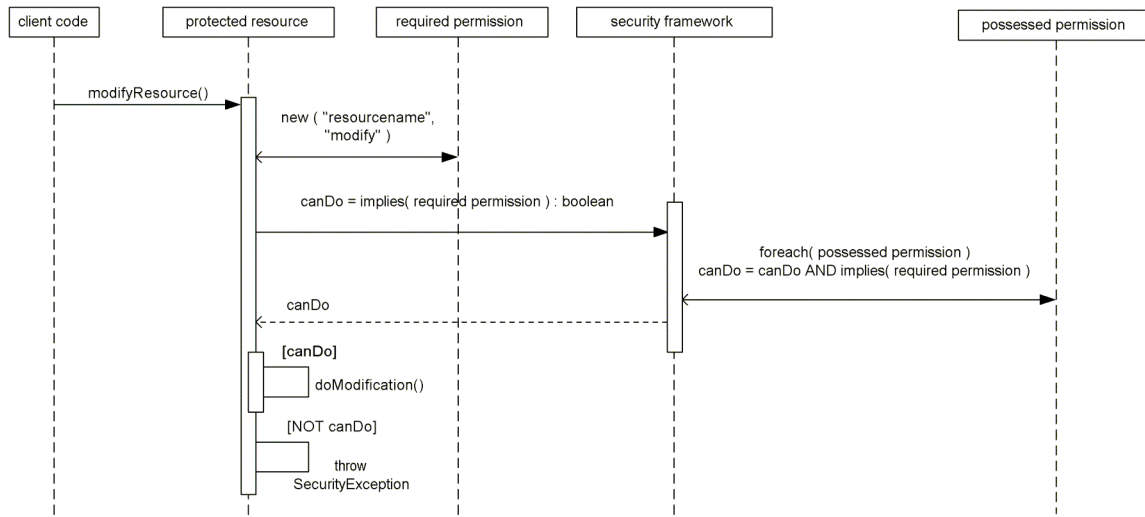 client code
protected resource
required permission
security framework
possessed permission
modifyResource()
new ( "resourcename",
"modify" )
canDo = implies( required permission ) : boolean
foreach( possessed permission )
canDo = canDo AND implies( required permission )
canDo
[canDo]
doModification()
[NOT canDo]
throw
SecurityException